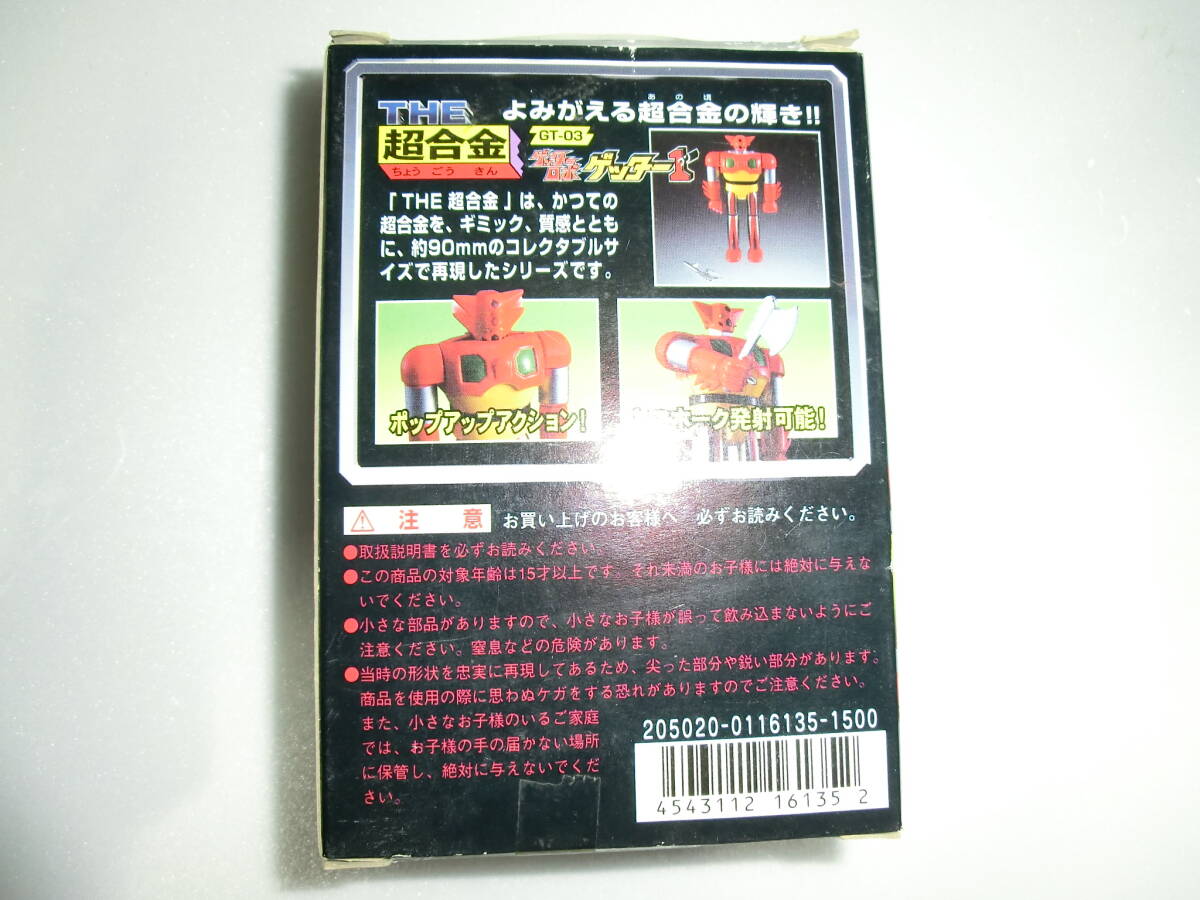 THE
超合金
ちょう ごう きん
あの頃
よみがえる超合金の輝き!!
GT-03
ゲッターロボ ゲッター1
「THE 超合金」は、かつての
超合金を、ギミック、質感ととも
に、約90mmのコレクタブルサ
イズで再現したシリーズです。
ポップアップアクション!
ホーク発射可能!
注 意 お買い上げのお客様へ 必ずお読みください。
●取扱説明書を必ずお読みください。
●この商品の対象年齢は15才以上です。それ未満のお子様には絶対に与えな
いでください。
●小さな部品がありますので、小さなお子様が誤って飲み込まないようにご
注意ください。窒息などの危険があります。
●当時の形状を忠実に再現してあるため、尖った部分や鋭い部分があります。
商品を使用の際に思わぬケガをする恐れがありますのでご注意ください。
また、小さなお子様のいるご家庭
では、お子様の手の届かない場所
に保管し、絶対に与えないでくだ
さい。
205020-0116135-1500
4543112 16135 2